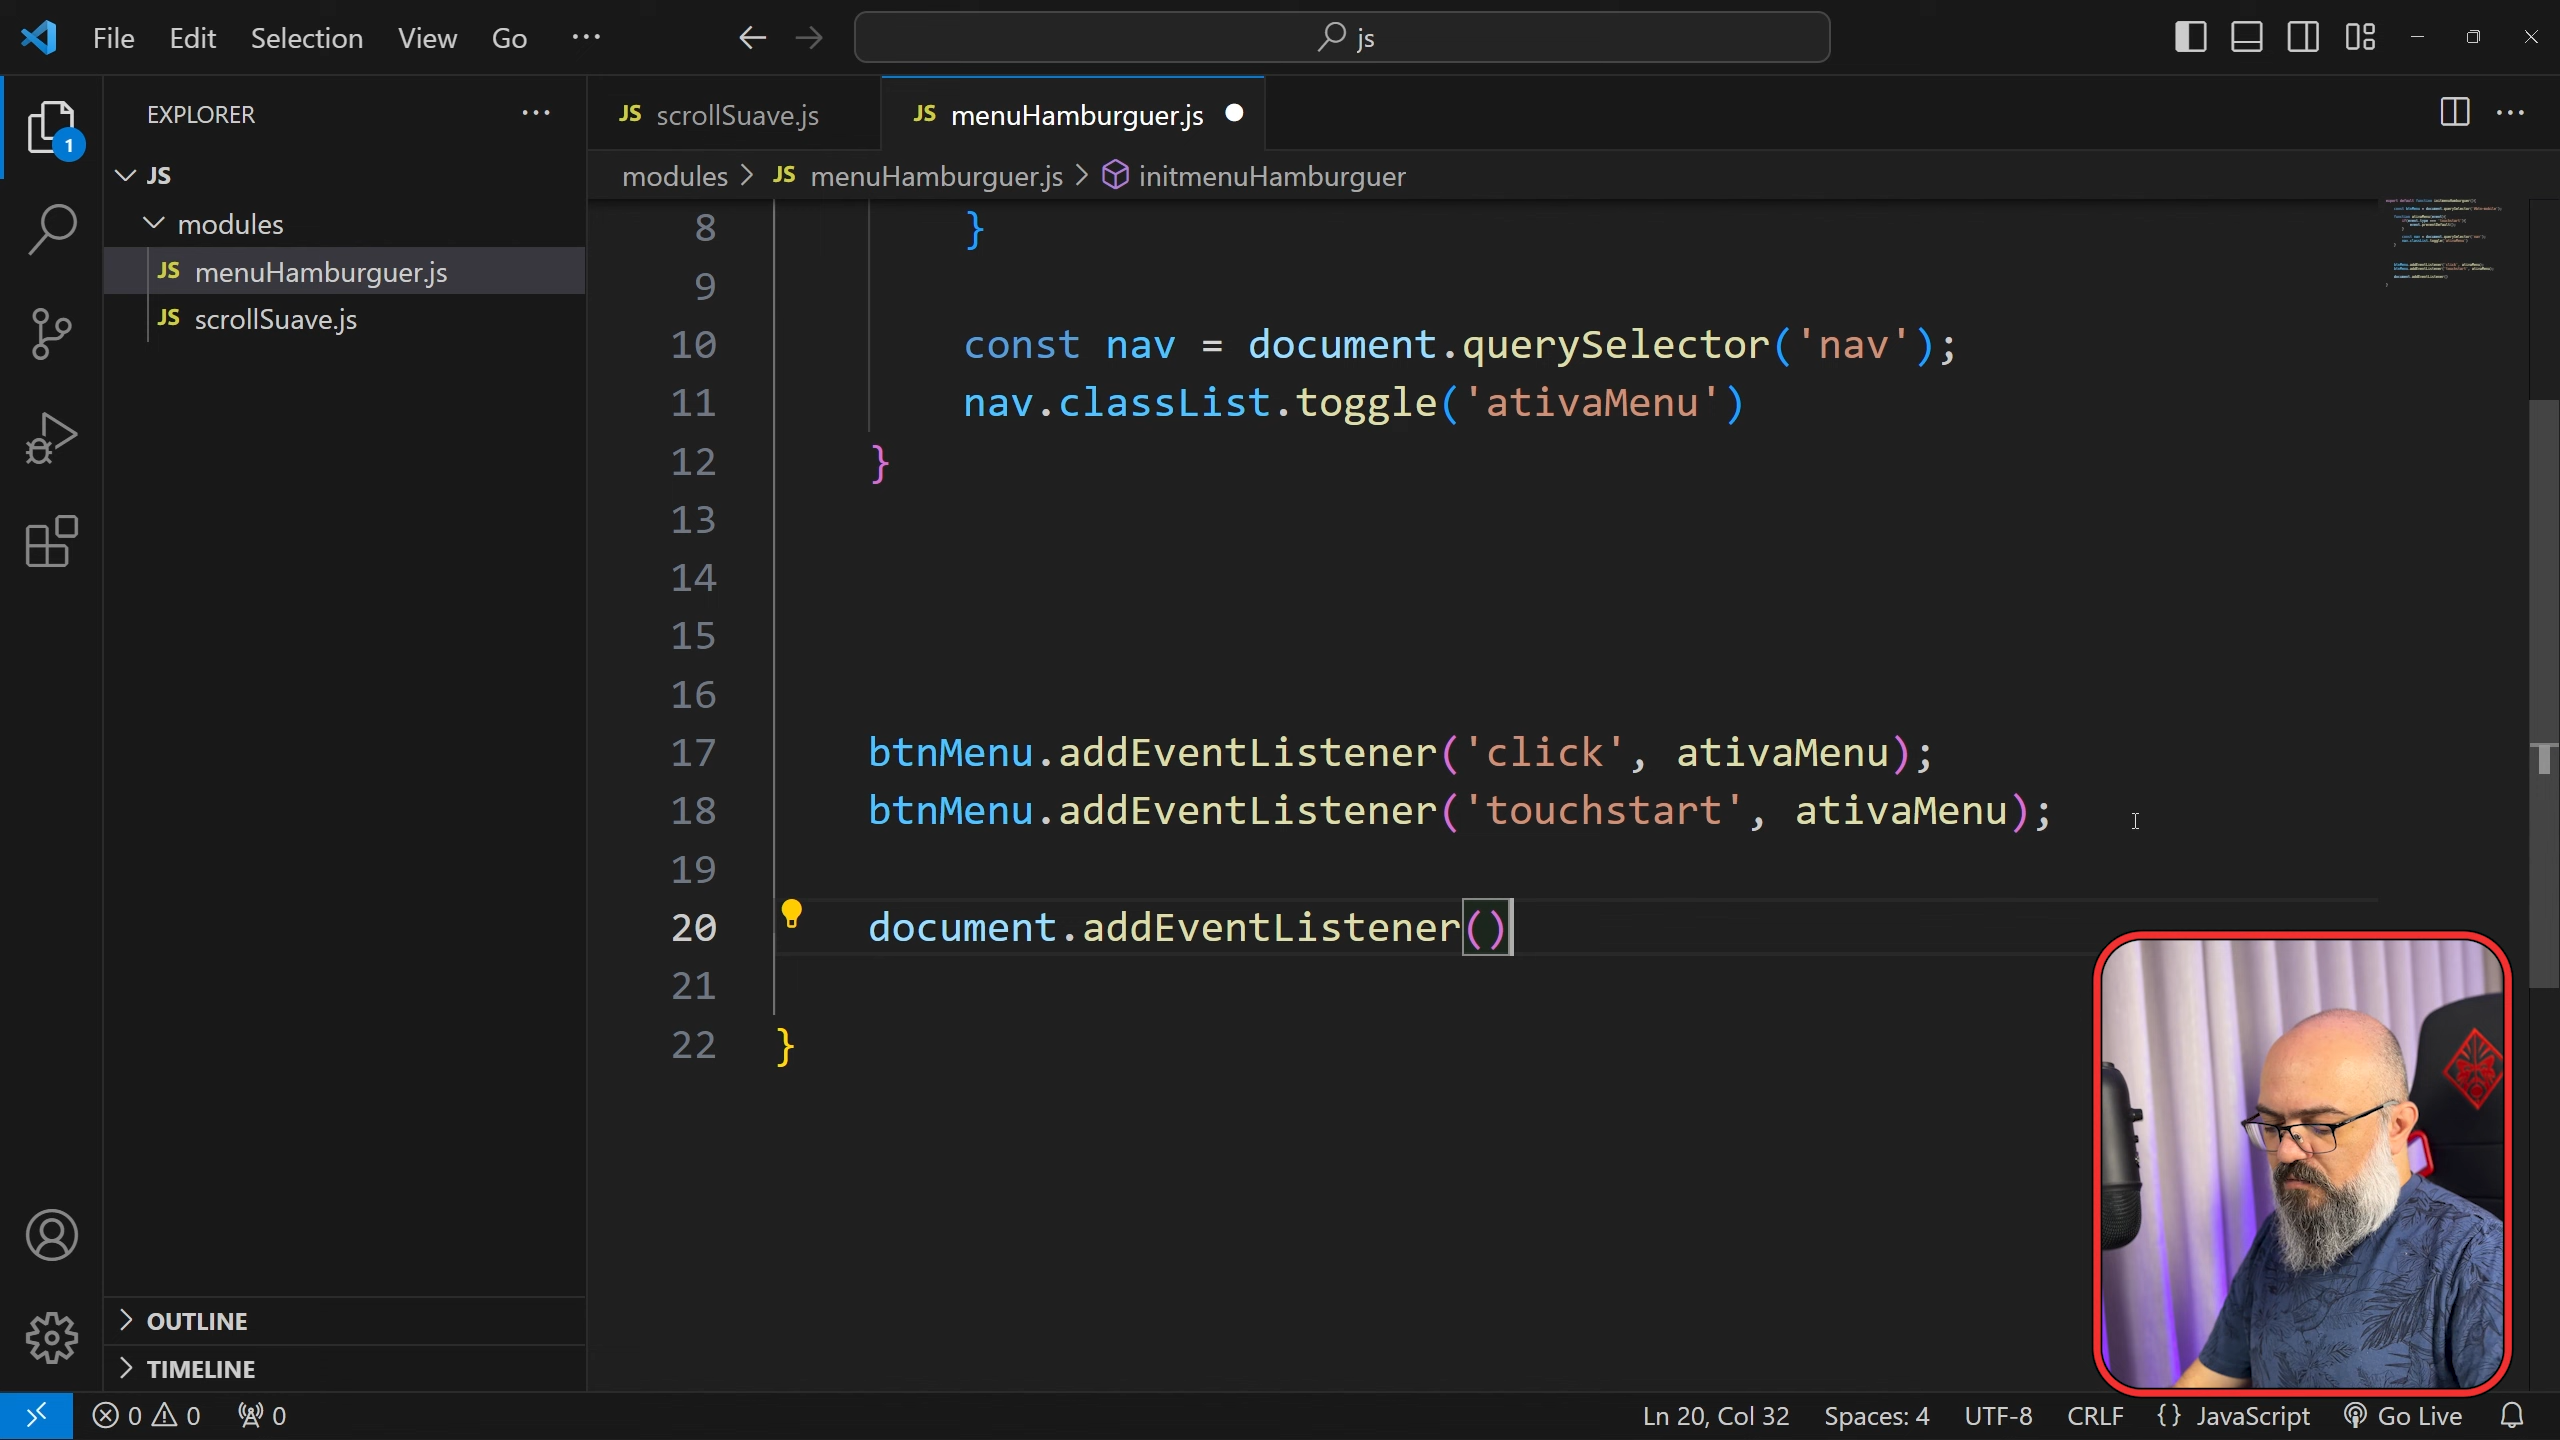 File Edit Selection View Go ···
js
EXPLORER ···
1
JS
modules
JS menuHamburguer.js
JS scrollSuave.js
OUTLINE
TIMELINE
JS scrollSuave.js
JS menuHamburguer.js
modules > JS menuHamburguer.js > initmenuHamburguer
8 }
9
10 const nav = document.querySelector('nav');
11 nav.classList.toggle('ativaMenu')
12 }
13
14
15
16
17 btnMenu.addEventListener('click', ativaMenu);
18 btnMenu.addEventListener('touchstart', ativaMenu);
19
20 document.addEventListener()
21
22 }
0 0 0
Ln 20, Col 32 Spaces: 4 UTF-8 CRLF {} JavaScript Go Live